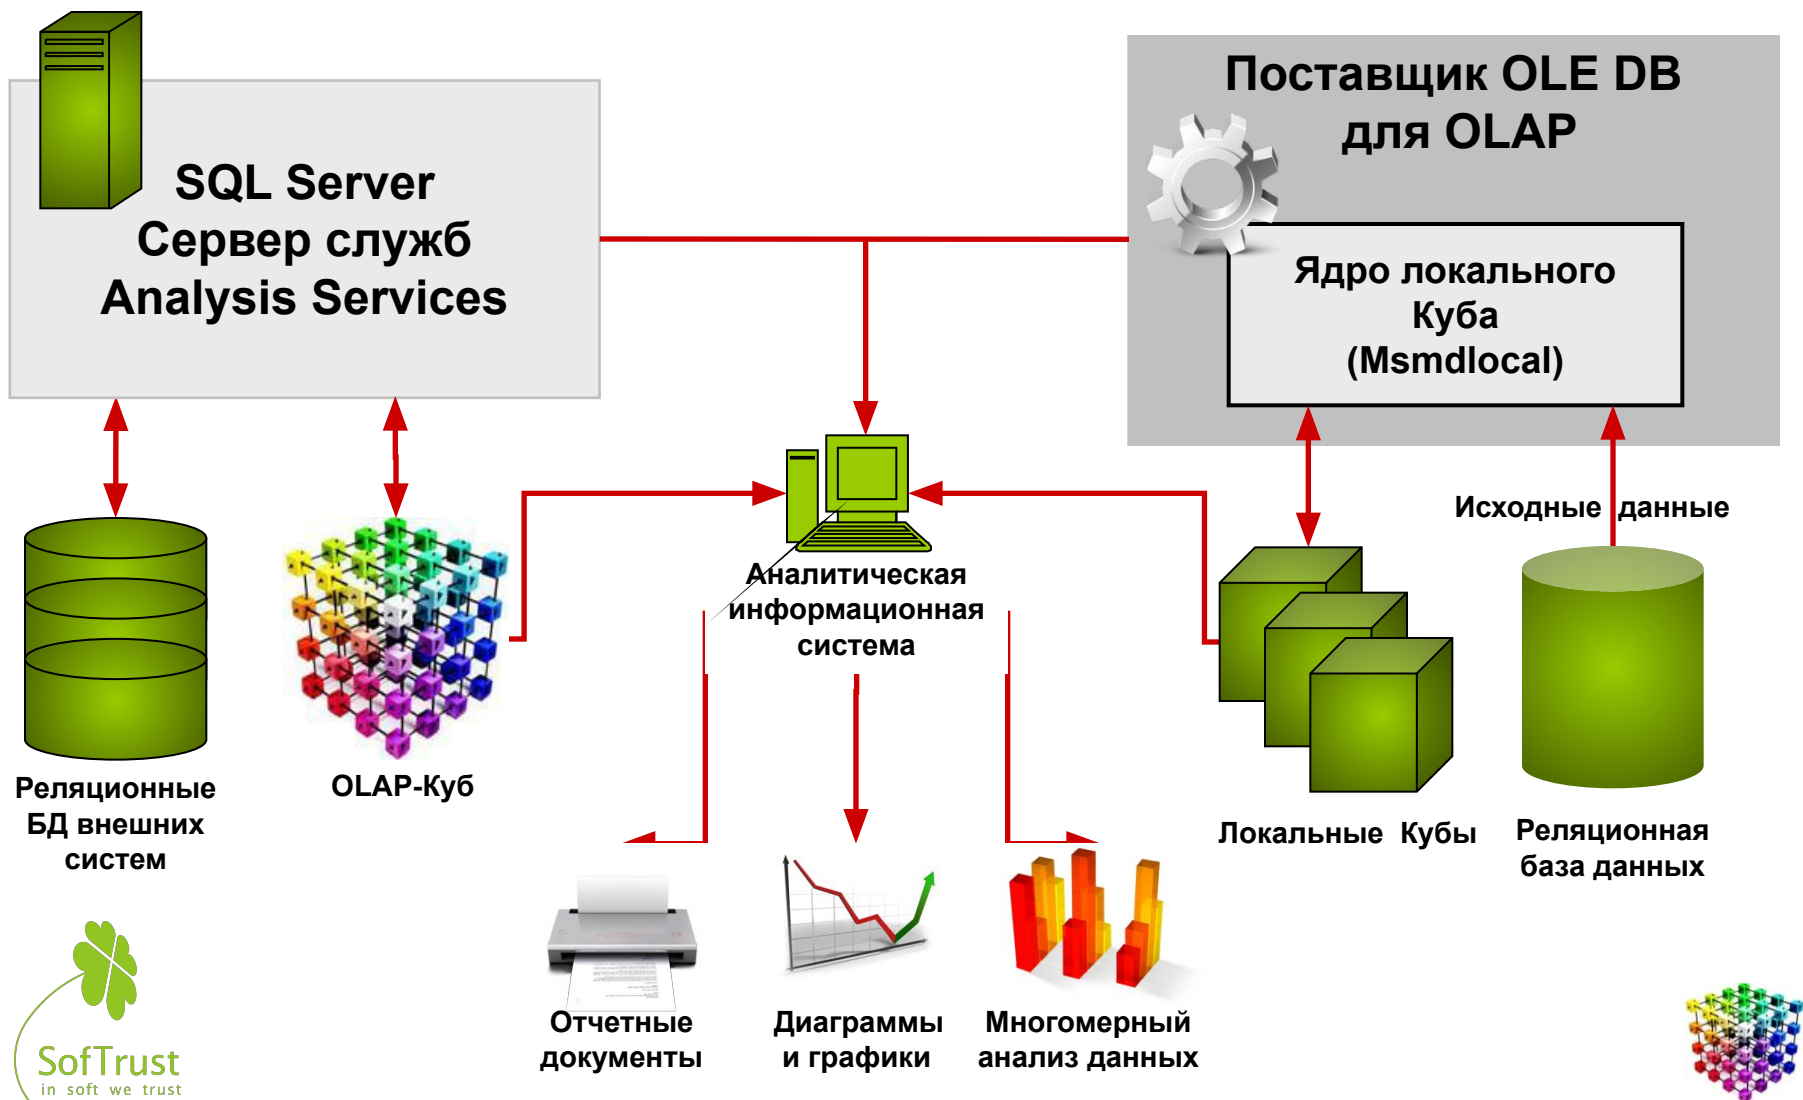 Поставщик OLE DB
для OLAP
SQL Server
Сервер служб
Analysis Services
Ядро локального
Куба
(Msmdlocal)
Исходные данные
Аналитическая
информационная
система
Реляционные
БД внешних
систем
OLAP-Куб
Локальные Кубы
Реляционная
база данных
Отчетные
документы
Диаграммы
и графики
Многомерный
анализ данных
SofTrust
in soft we trust